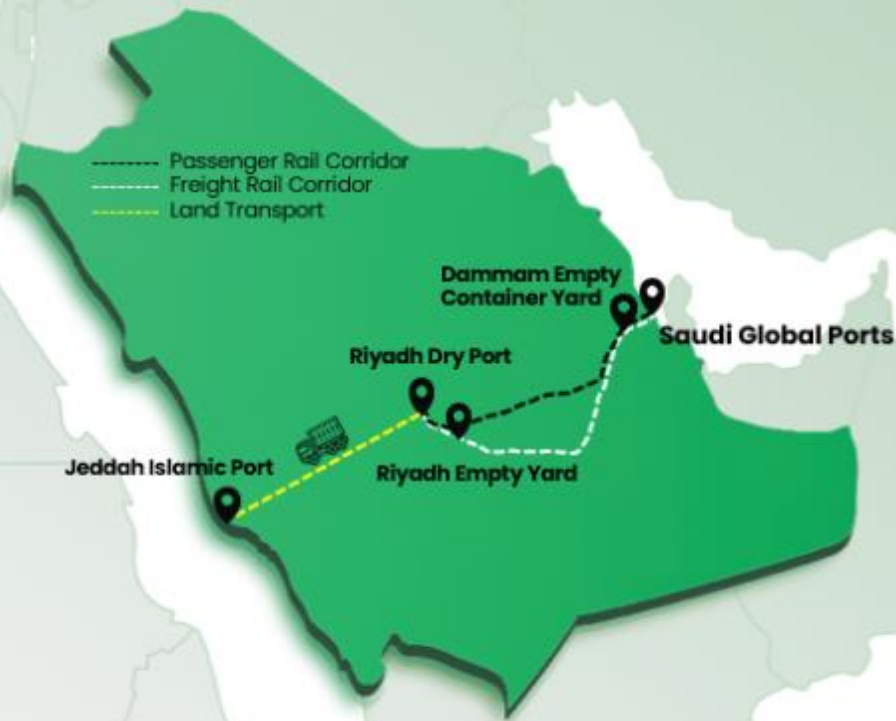 Passenger Rail Corridor
Freight Rail Corridor
Land Transport
Dammam Empty
Container Yard
Saudi Global Ports
Riyadh Dry Port
Jeddah Islamic Port
Riyadh Empty Yard